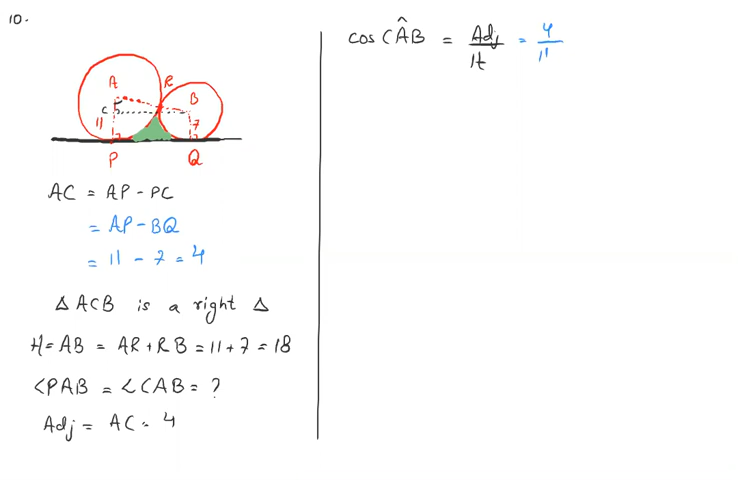 10.
A R B
C
11 7
P Q
AC = AP - PC
= AP - BQ
= 11 - 7 = 4
△ ACB is a right △
H = AB = AR + RB = 11 + 7 = 18
<PAB = <CAB = ?
Adj = AC = 4
cos CÂB = Adj/H = 4/11